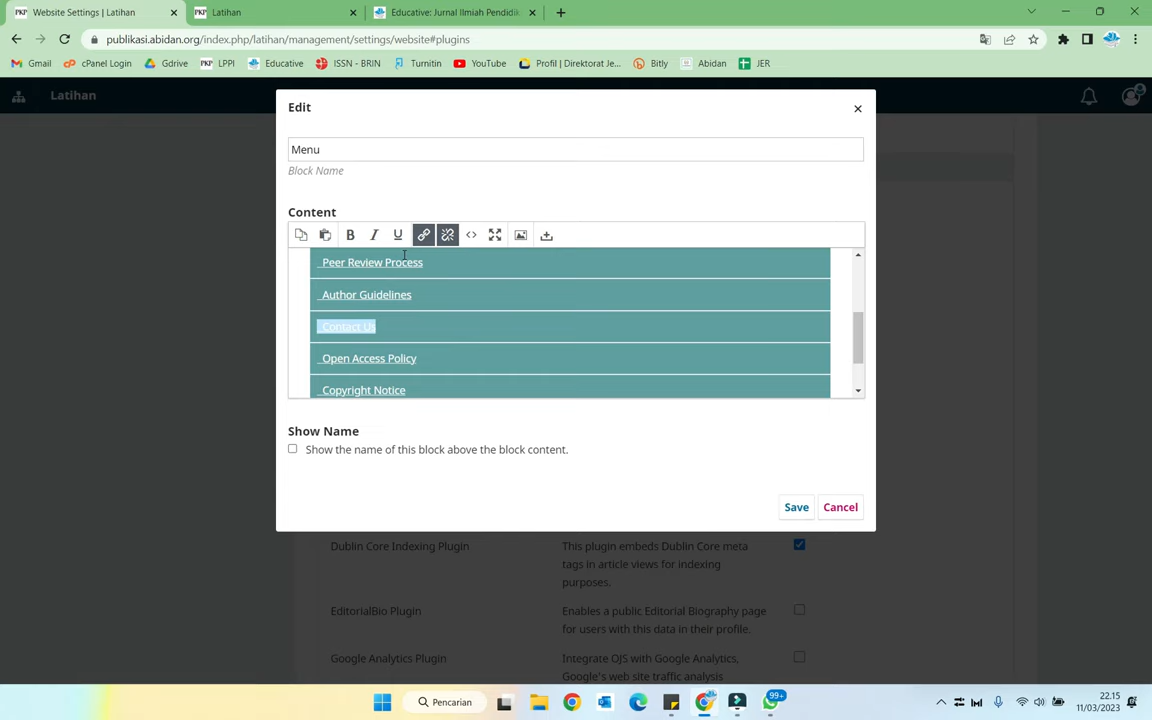 Website Settings | Latihan
Latihan
Educative: Jurnal Ilmiah Pendidik
publikasi.abidan.org/index.php/latihan/management/settings/website#plugins
Gmail
cPanel Login
Gdrive
LPPI
Educative
ISSN - BRIN
Turnitin
YouTube
Profil | Direktorat Je...
Bitly
Abidan
JER
Latihan
Edit
Menu
Block Name
Content
Peer Review Process
Author Guidelines
Contact Us
Open Access Policy
Copyright Notice
Show Name
Show the name of this block above the block content.
Save
Cancel
Dublin Core Indexing Plugin
This plugin embeds Dublin Core meta
tags in article views for indexing
purposes.
EditorialBio Plugin
Enables a public Editorial Biography page
for users with this data in their profile.
Google Analytics Plugin
Integrate OJS with Google Analytics,
Google's web site traffic analysis
Pencarian
99+
22.15
11/03/2023